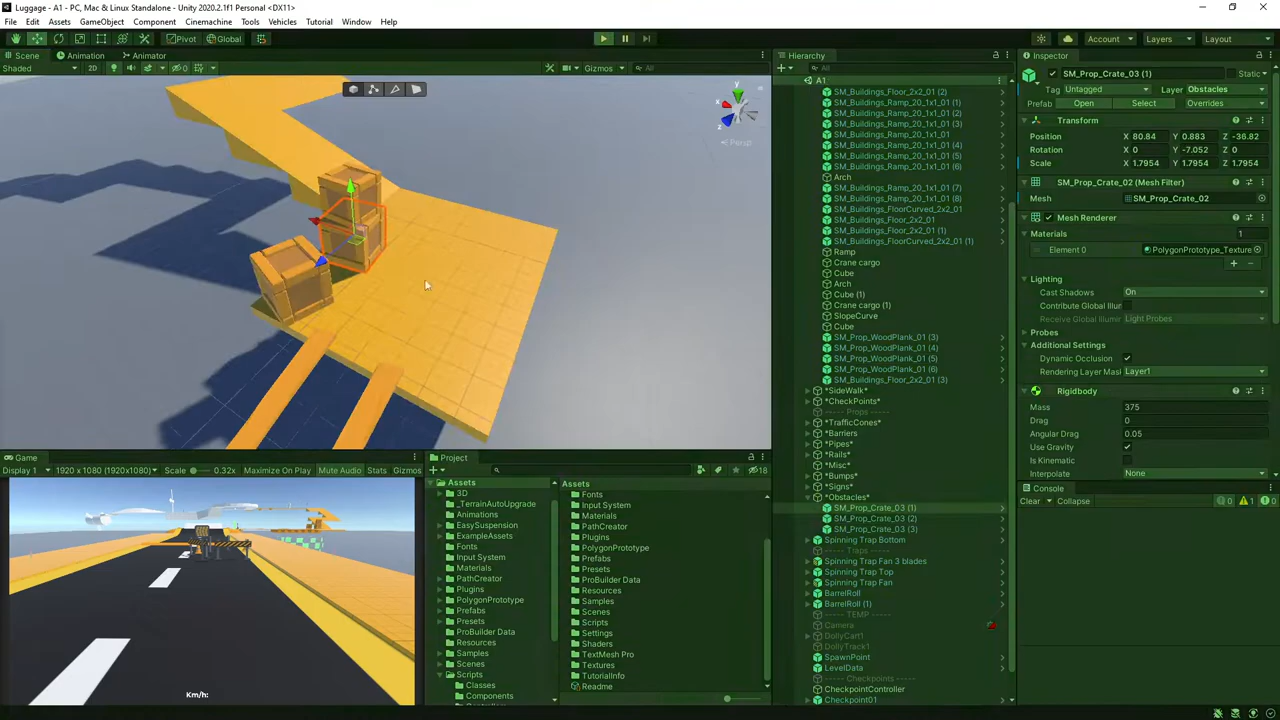 Luggage - A1 - PC, Mac & Linux Standalone - Unity 2020.2.1f1 Personal <DX11>
File Edit Assets GameObject Component Cinemachine Tools Vehicles Tutorial Window Help
Pivot Global Account Layers Layout
Scene Animation Animator
Shaded 2D 0 Gizmos All
y
x
z
Persp
Hierarchy
All
A1
SM_Buildings_Floor_2x2_01 (2)
SM_Buildings_Ramp_20_1x1_01 (1)
SM_Buildings_Ramp_20_1x1_01 (2)
SM_Buildings_Ramp_20_1x1_01 (3)
SM_Buildings_Ramp_20_1x1_01
SM_Buildings_Ramp_20_1x1_01 (4)
SM_Buildings_Ramp_20_1x1_01 (5)
SM_Buildings_Ramp_20_1x1_01 (6)
Arch
SM_Buildings_Ramp_20_1x1_01 (7)
SM_Buildings_Ramp_20_1x1_01 (8)
SM_Buildings_FloorCurved_2x2_01
SM_Buildings_Floor_2x2_01
SM_Buildings_Floor_2x2_01 (1)
SM_Buildings_FloorCurved_2x2_01 (1)
Ramp
Crane cargo
Cube
Arch
Cube (1)
Crane cargo (1)
SlopeCurve
Cube
SM_Prop_WoodPlank_01 (3)
SM_Prop_WoodPlank_01 (4)
SM_Prop_WoodPlank_01 (5)
SM_Prop_WoodPlank_01 (6)
SM_Buildings_Floor_2x2_01 (3)
*SideWalk*
*CheckPoints*
----- Props -----
*TrafficCones*
*Barriers
*Pipes*
*Rails*
*Misc*
*Bumps*
*Signs*
*Obstacles*
SM_Prop_Crate_03 (1)
SM_Prop_Crate_03 (2)
SM_Prop_Crate_03 (3)
Spinning Trap Bottom
----- Traps -----
Spinning Trap Fan 3 blades
Spinning Trap Top
Spinning Trap Fan
BarrelRoll
BarrelRoll (1)
----- TEMP -----
Camera
DollyCart1
DollyTrack1
SpawnPoint
LevelData
----- Checkpoints -----
CheckpointController
Checkpoint01
Inspector
SM_Prop_Crate_03 (1) Static
Tag Untagged Layer Obstacles
Prefab Open Select Overrides
Transform
Position X 80.84 Y 0.883 Z -36.82
Rotation X 0 Y -7.052 Z 0
Scale X 1.7954 Y 1.7954 Z 1.7954
SM_Prop_Crate_02 (Mesh Filter)
Mesh SM_Prop_Crate_02
Mesh Renderer
Materials 1
Element 0 PolygonPrototype_Texture
Lighting
Cast Shadows On
Contribute Global Illum
Receive Global Illumir Light Probes
Probes
Additional Settings
Dynamic Occlusion
Rendering Layer Mask Layer1
Rigidbody
Mass 375
Drag 0
Angular Drag 0.05
Use Gravity
Is Kinematic
Interpolate None
Console
Clear Collapse 0 1 0
Game
Display 1 1920 x 1080 (1920x1080) Scale 0.32x Maximize On Play Mute Audio Stats Gizmos
Km/h:
Project
18
Assets
3D
_TerrainAutoUpgrade
Animations
EasySuspension
ExampleAssets
Fonts
Input System
Materials
PathCreator
Plugins
PolygonPrototype
Prefabs
Presets
ProBuilder Data
Resources
Samples
Scenes
Scripts
Classes
Components
Assets
Fonts
Input System
Materials
PathCreator
Plugins
PolygonPrototype
Prefabs
Presets
ProBuilder Data
Resources
Samples
Scenes
Scripts
Settings
Shaders
TextMesh Pro
Textures
TutorialInfo
Readme